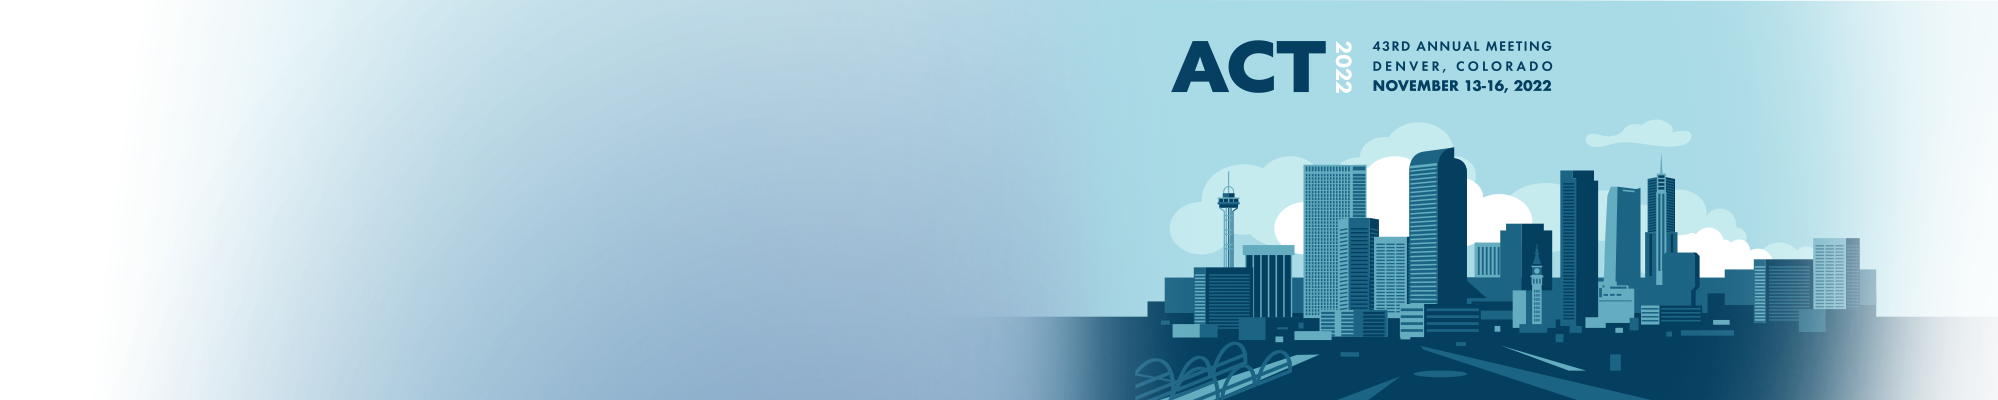 ACT 2022
43RD ANNUAL MEETING
DENVER, COLORADO
NOVEMBER 13-16, 2022